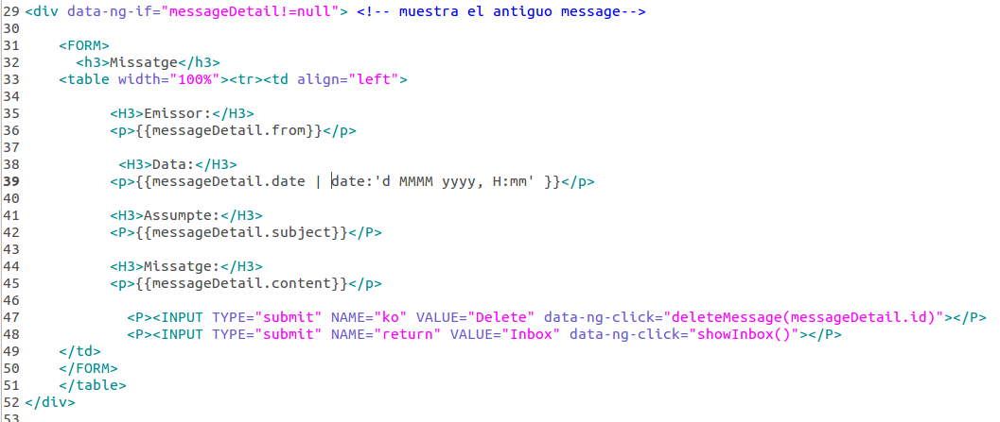 29 <div data-ng-if="messageDetail!=null"> <!-- muestra el antiguo message-->
30
31     <FORM>
32       <h3>Missatge</h3>
33     <table width="100%"><tr><td align="left">
34
35           <H3>Emissor:</H3>
36           <p>{{messageDetail.from}}</p>
37
38            <H3>Data:</H3>
39           <p>{{messageDetail.date | date:'d MMMM yyyy, H:mm' }}</p>
40
41           <H3>Assumpte:</H3>
42           <P>{{messageDetail.subject}}</P>
43
44           <H3>Missatge:</H3>
45           <p>{{messageDetail.content}}</p>
46
47             <P><INPUT TYPE="submit" NAME="ko" VALUE="Delete" data-ng-click="deleteMessage(messageDetail.id)"></P>
48             <P><INPUT TYPE="submit" NAME="return" VALUE="Inbox" data-ng-click="showInbox()"></P>
49     </td>
50     </FORM>
51     </table>
52 </div>
53